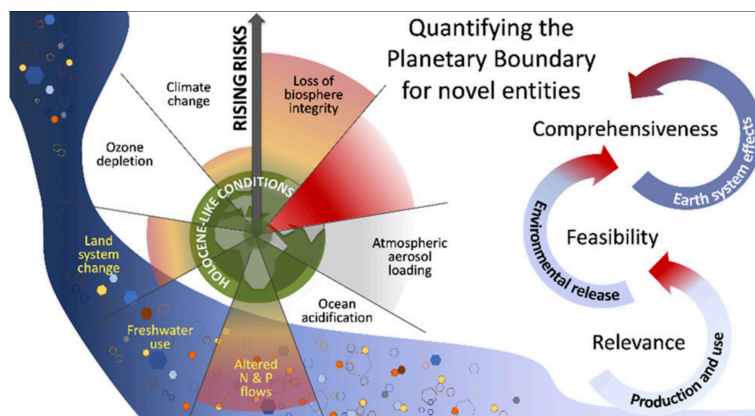 Quantifying the
Planetary Boundary
for novel entities
RISING RISKS
Climate
change
Loss of
biosphere
integrity
Ozone
depletion
HOLOCENE-LIKE CONDITIONS
Land
system
change
Atmospheric
aerosol
loading
Freshwater
use
Ocean
acidification
Altered
N & P
flows
Comprehensiveness
Earth system effects
Feasibility
Environmental release
Relevance
Production and use